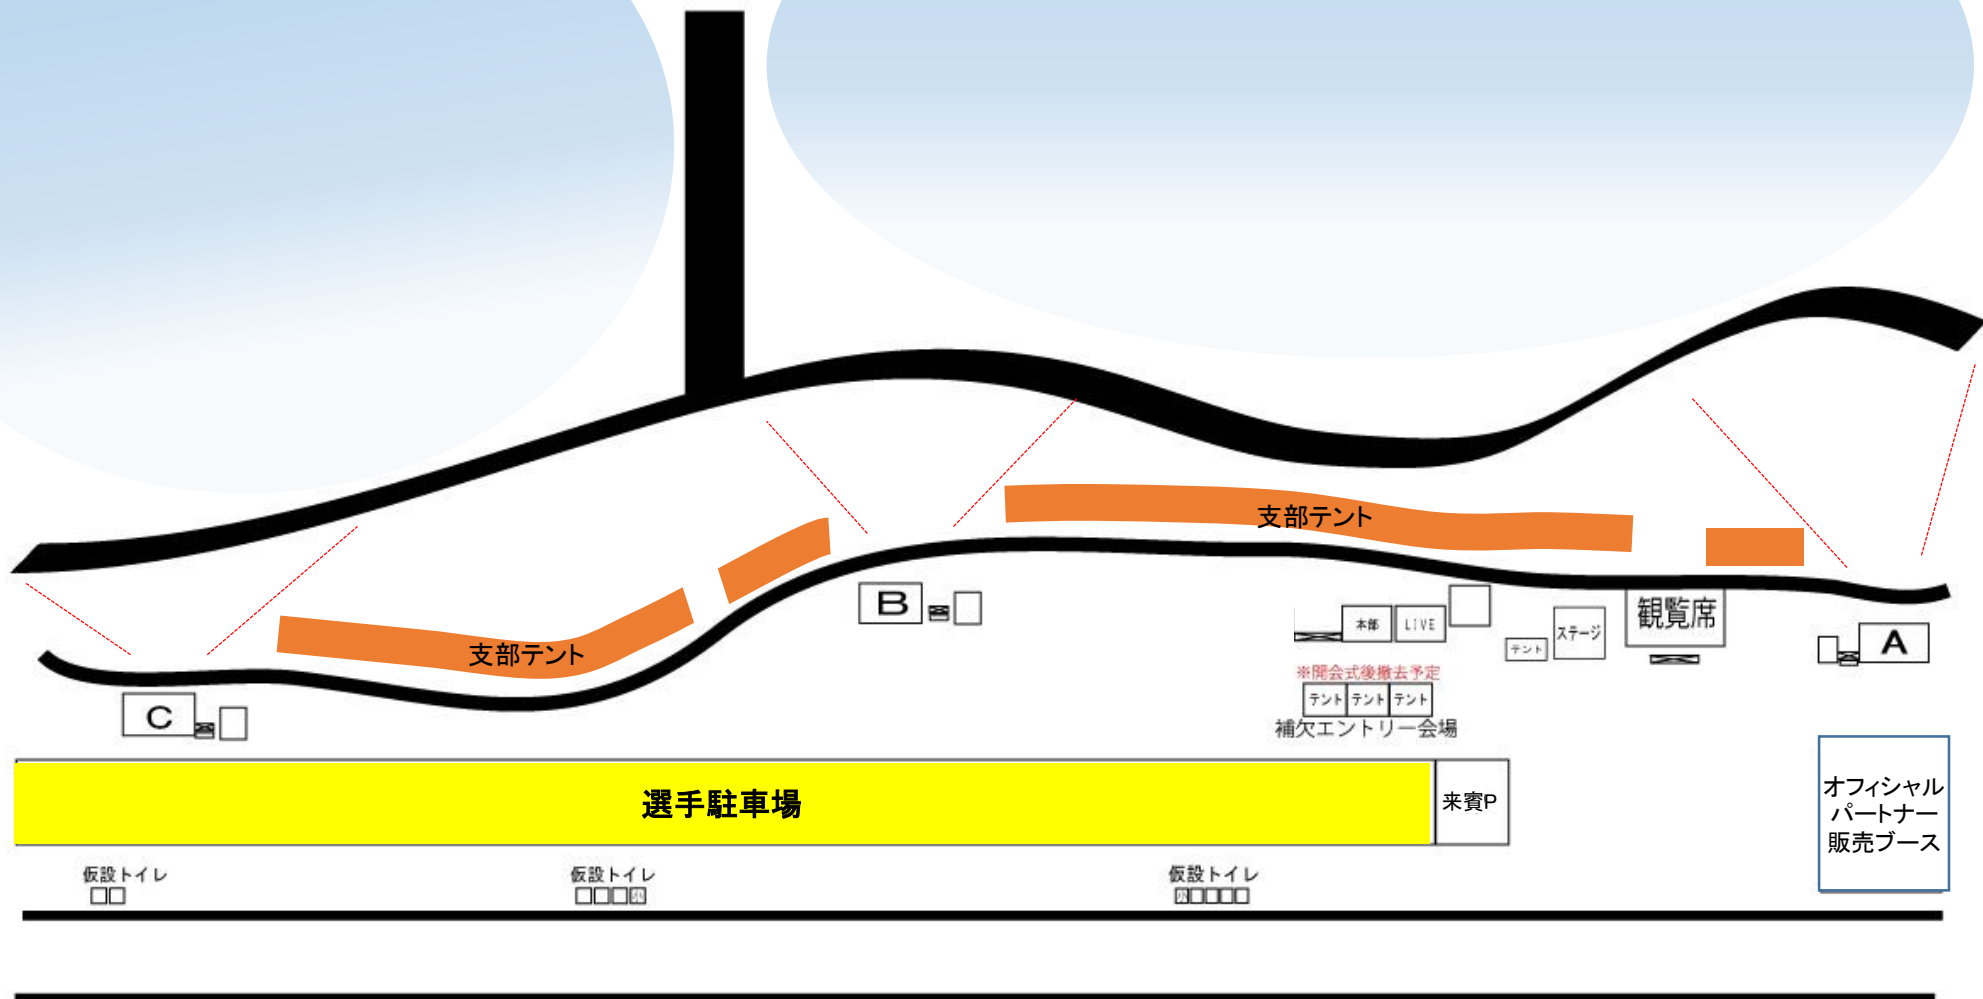 支部テント
支部テント
B
本部
LIVE
テント
ステージ
観覧席
A
※開会式後撤去予定
テント
テント
テント
補欠エントリー会場
C
選手駐車場
来賓P
オフィシャル
パートナー
販売ブース
仮設トイレ
仮設トイレ
小
仮設トイレ
小